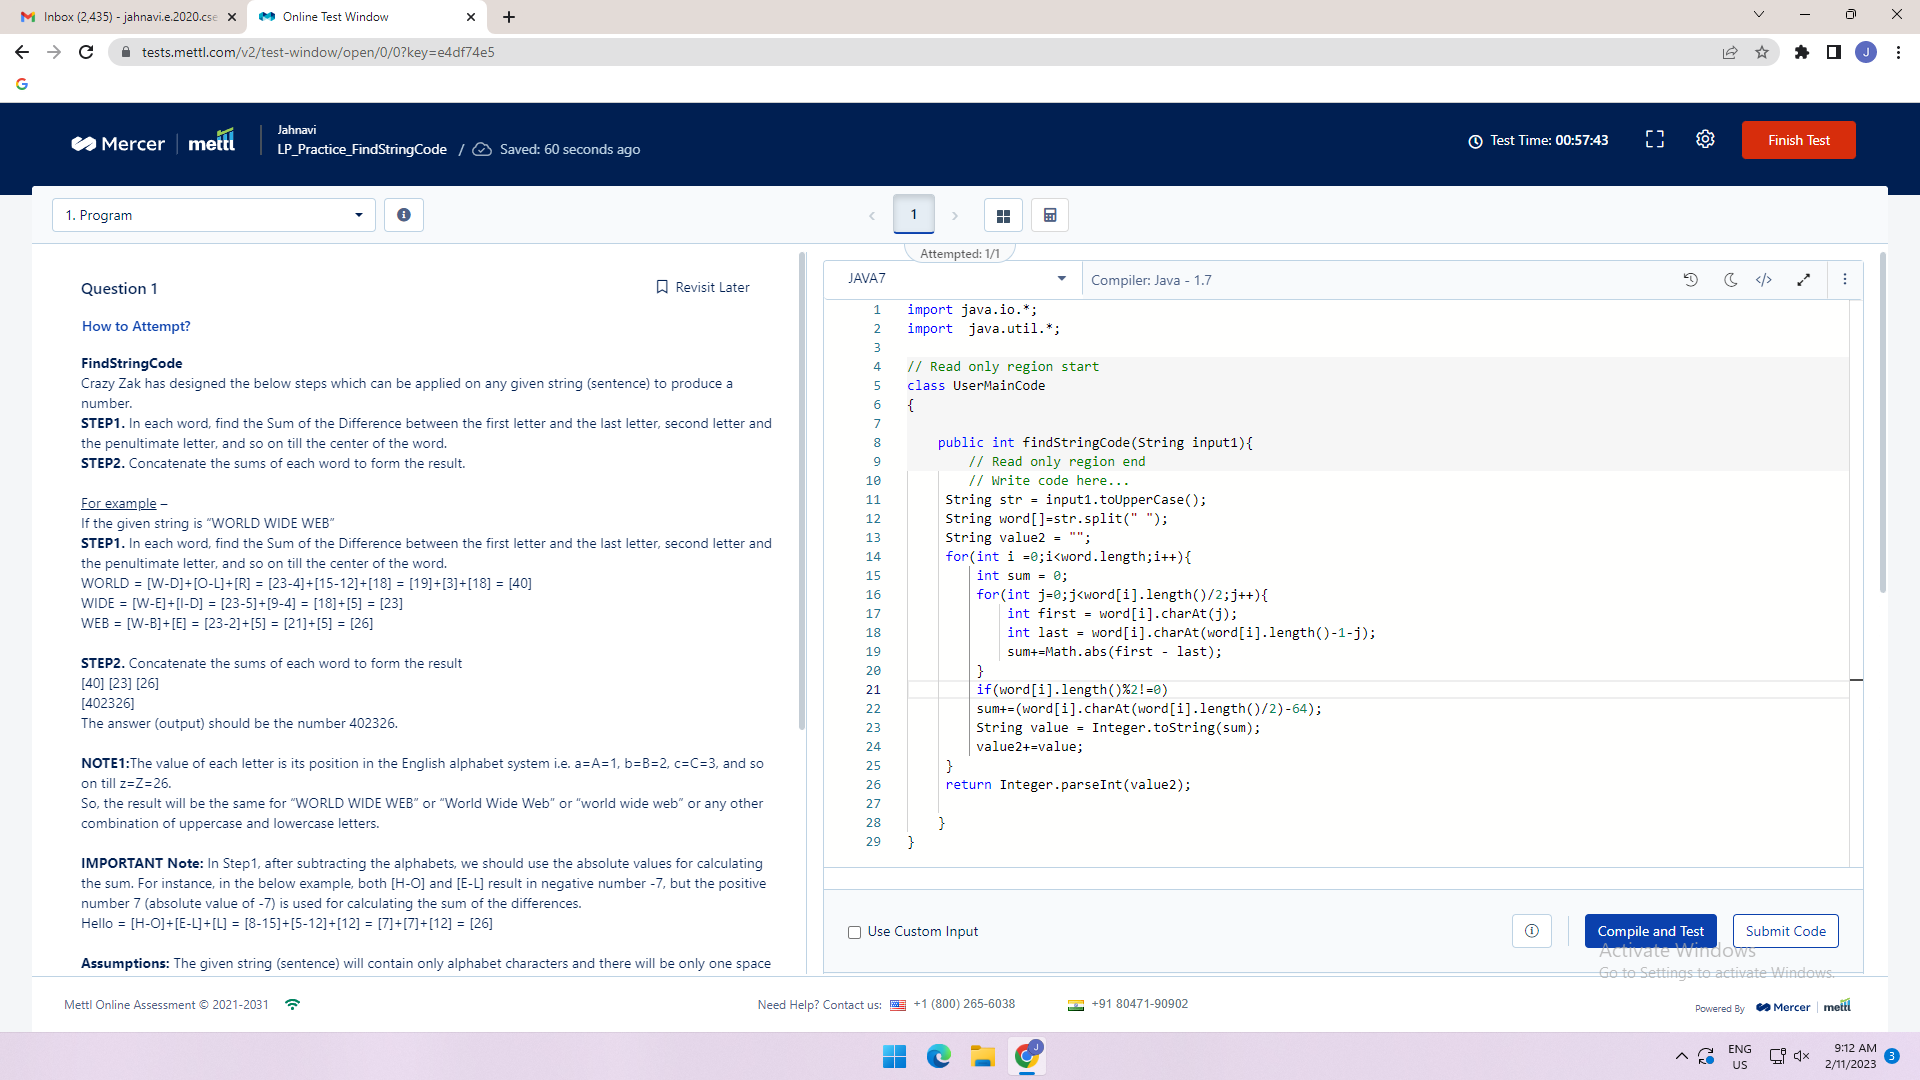 Inbox (2,435) - jahnavi.e.2020.cse
Online Test Window
tests.mettl.com/v2/test-window/open/0/0?key=e4df74e5
J
Mercer | mettl
Jahnavi
LP_Practice_FindStringCode / Saved: 60 seconds ago
Test Time: 00:57:43
Finish Test
1. Program
1
Attempted: 1/1
Question 1
Revisit Later
How to Attempt?
FindStringCode
Crazy Zak has designed the below steps which can be applied on any given string (sentence) to produce a
number.
STEP1. In each word, find the Sum of the Difference between the first letter and the last letter, second letter and
the penultimate letter, and so on till the center of the word.
STEP2. Concatenate the sums of each word to form the result.
For example –
If the given string is “WORLD WIDE WEB”
STEP1. In each word, find the Sum of the Difference between the first letter and the last letter, second letter and
the penultimate letter, and so on till the center of the word.
WORLD = [W-D]+[O-L]+[R] = [23-4]+[15-12]+[18] = [19]+[3]+[18] = [40]
WIDE = [W-E]+[I-D] = [23-5]+[9-4] = [18]+[5] = [23]
WEB = [W-B]+[E] = [23-2]+[5] = [21]+[5] = [26]
STEP2. Concatenate the sums of each word to form the result
[40] [23] [26]
[402326]
The answer (output) should be the number 402326.
NOTE1:The value of each letter is its position in the English alphabet system i.e. a=A=1, b=B=2, c=C=3, and so
on till z=Z=26.
So, the result will be the same for “WORLD WIDE WEB” or “World Wide Web” or “world wide web” or any other
combination of uppercase and lowercase letters.
IMPORTANT Note: In Step1, after subtracting the alphabets, we should use the absolute values for calculating
the sum. For instance, in the below example, both [H-O] and [E-L] result in negative number -7, but the positive
number 7 (absolute value of -7) is used for calculating the sum of the differences.
Hello = [H-O]+[E-L]+[L] = [8-15]+[5-12]+[12] = [7]+[7]+[12] = [26]
Assumptions: The given string (sentence) will contain only alphabet characters and there will be only one space
JAVA7
Compiler: Java - 1.7
1 import java.io.*;
2 import  java.util.*;
3
4 // Read only region start
5 class UserMainCode
6 {
7
8     public int findStringCode(String input1){
9         // Read only region end
10         // Write code here...
11      String str = input1.toUpperCase();
12      String word[]=str.split(" ");
13      String value2 = "";
14      for(int i =0;i<word.length;i++){
15          int sum = 0;
16          for(int j=0;j<word[i].length()/2;j++){
17              int first = word[i].charAt(j);
18              int last = word[i].charAt(word[i].length()-1-j);
19              sum+=Math.abs(first - last);
20          }
21          if(word[i].length()%2!=0)
22          sum+=(word[i].charAt(word[i].length()/2)-64);
23          String value = Integer.toString(sum);
24          value2+=value;
25      }
26      return Integer.parseInt(value2);
27
28     }
29 }
Use Custom Input
Compile and Test
Submit Code
Activate Windows
Go to Settings to activate Windows.
Mettl Online Assessment © 2021-2031
Need Help? Contact us: +1 (800) 265-6038
+91 80471-90902
Powered By Mercer | mettl
J
ENG
US
9:12 AM
2/11/2023
3